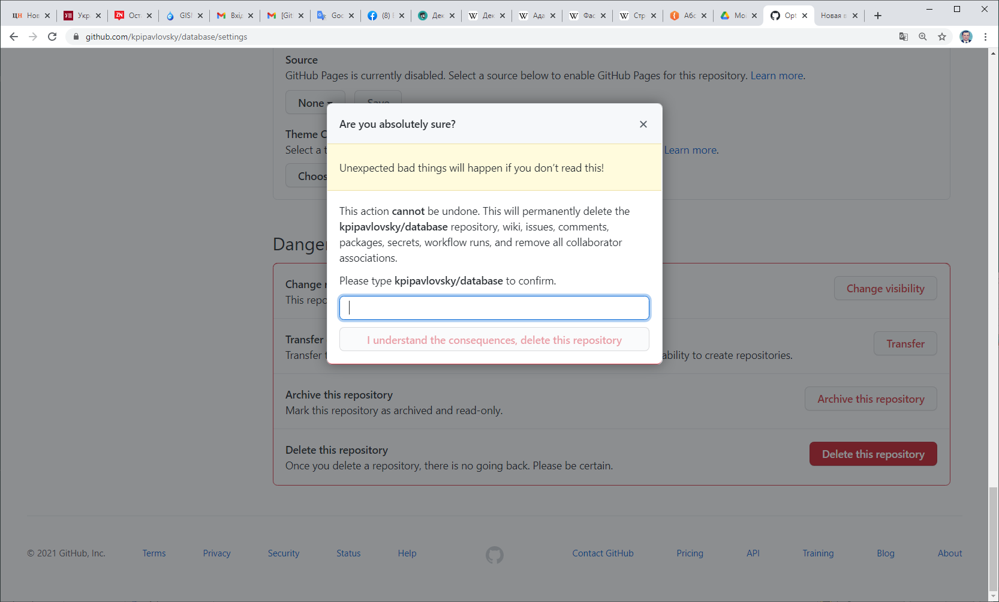 ЦН Нов
УП Укр
ZN Ост
GISI
Вхід
[Git
Goo
(8) Е
Дек
W Дек
W Ада
W Фас
W Стр
Абс
Мо
Opt
Новая в
github.com/kpipavlovsky/database/settings
Source
GitHub Pages is currently disabled. Select a source below to enable GitHub Pages for this repository. Learn more.
None
Save
Theme C
Select a t
Learn more.
Choos
Are you absolutely sure?
Unexpected bad things will happen if you don’t read this!
This action cannot be undone. This will permanently delete the
kpipavlovsky/database repository, wiki, issues, comments,
packages, secrets, workflow runs, and remove all collaborator
associations.
Please type kpipavlovsky/database to confirm.
I understand the consequences, delete this repository
Danger
Change r
This repo
Change visibility
Transfer
Transfer t
ability to create repositories.
Transfer
Archive this repository
Mark this repository as archived and read-only.
Archive this repository
Delete this repository
Once you delete a repository, there is no going back. Please be certain.
Delete this repository
© 2021 GitHub, Inc.
Terms
Privacy
Security
Status
Help
Contact GitHub
Pricing
API
Training
Blog
About